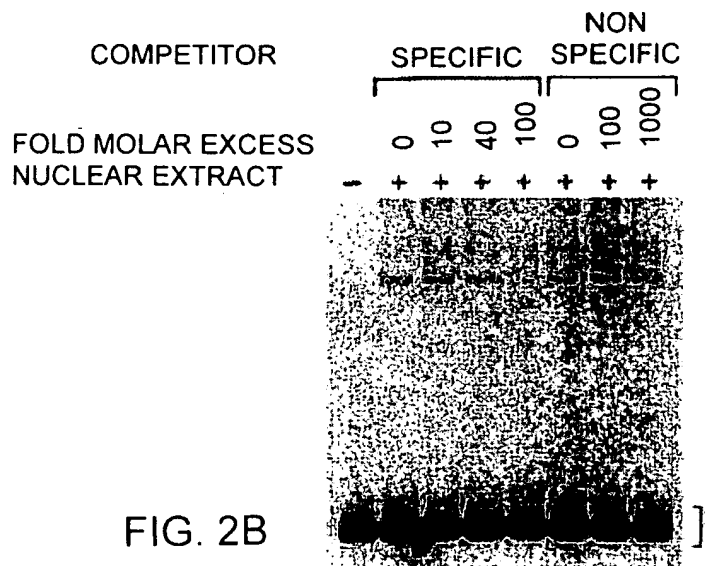 NON
COMPETITOR SPECIFIC SPECIFIC
FOLD MOLAR EXCESS 0 10 40 100 0 100 1000
NUCLEAR EXTRACT - + + + + + + +
FIG. 2B